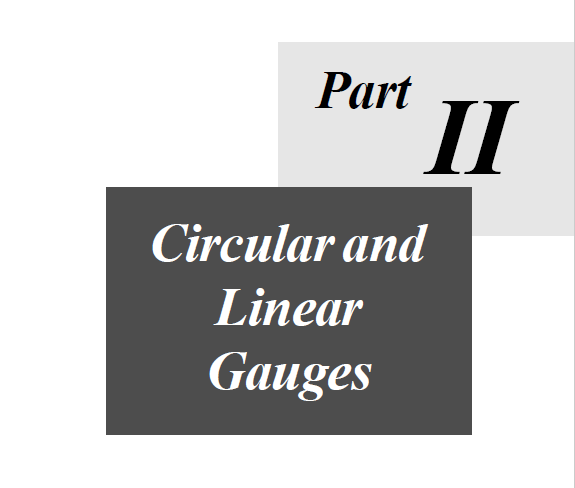 Part
II
Circular and
Linear
Gauges